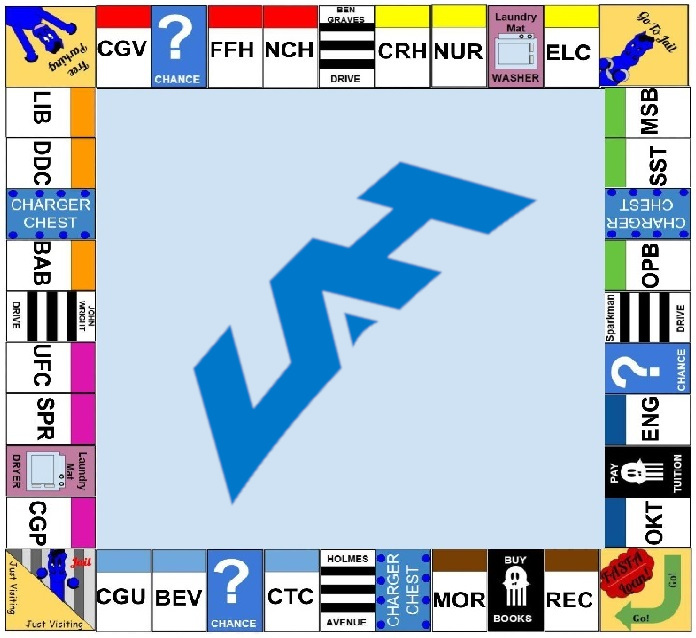 Free
Parking
CGV
?
CHANCE
FFH
NCH
BEN
GRAVES
DRIVE
CRH
NUR
Laundry
Mat
WASHER
ELC
Go To Jail
MSB
SST
CHARGER
CHEST
OPB
Sparkman
DRIVE
?
CHANCE
ENG
PAY
TUITION
OKT
FAFSA
Loan!
Go!
Go!
REC
BUY
BOOKS
MOR
CHARGER
CHEST
HOLMES
AVENUE
CTC
?
CHANCE
BEV
CGU
Jail
Just Visiting
Just Visiting
CGP
Laundry
Mat
DRYER
SPR
UFC
JOHN
WRIGHT
DRIVE
BAB
CHARGER
CHEST
DDC
LIB
UAH